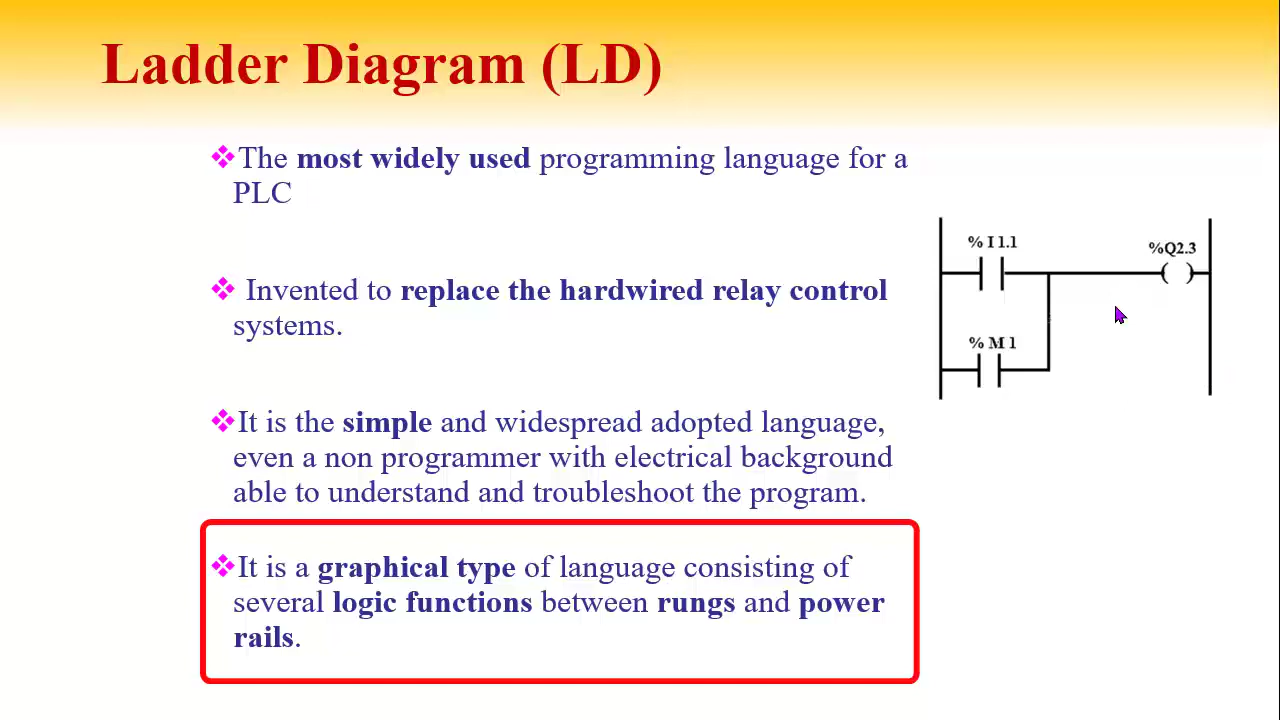 Ladder Diagram (LD)
❖The most widely used programming language for a
PLC
❖ Invented to replace the hardwired relay control
systems.
❖It is the simple and widespread adopted language,
even a non programmer with electrical background
able to understand and troubleshoot the program.
❖It is a graphical type of language consisting of
several logic functions between rungs and power
rails.
% I 1.1
%Q2.3
% M 1